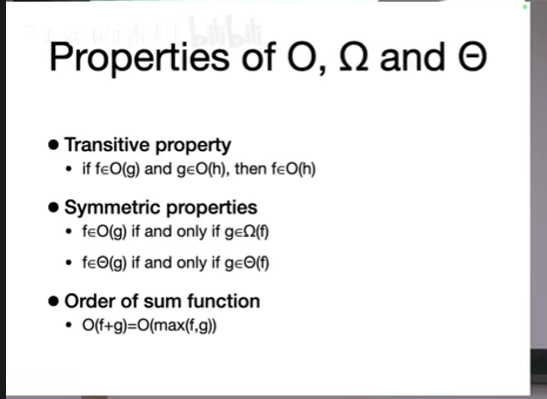 bilibili
Properties of O, Ω and Θ
• Transitive property
• if f∈O(g) and g∈O(h), then f∈O(h)
• Symmetric properties
• f∈O(g) if and only if g∈Ω(f)
• f∈Θ(g) if and only if g∈Θ(f)
• Order of sum function
• O(f+g)=O(max(f,g))